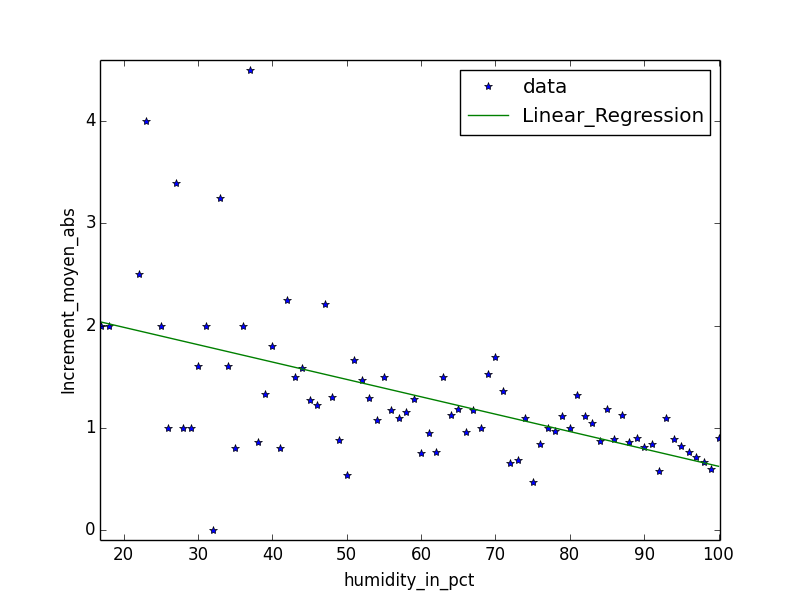 data
Linear_Regression
4
3
2
1
0
Increment_moyen_abs
20 30 40 50 60 70 80 90 100
humidity_in_pct